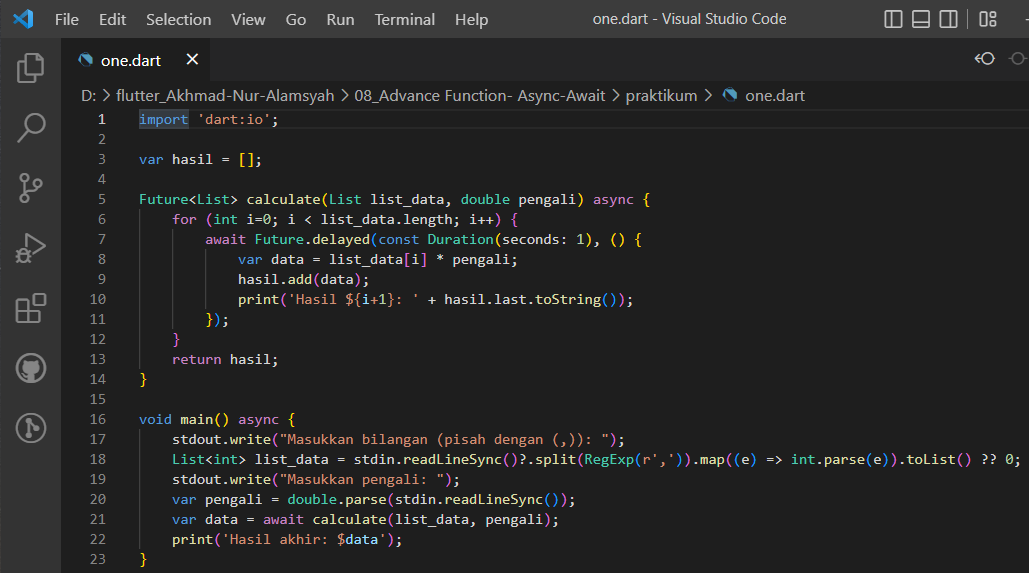 File Edit Selection View Go Run Terminal Help one.dart - Visual Studio Code
one.dart
D: > flutter_Akhmad-Nur-Alamsyah > 08_Advance Function- Async-Await > praktikum > one.dart
1 import 'dart:io';
2
3 var hasil = [];
4
5 Future<List> calculate(List list_data, double pengali) async {
6     for (int i=0; i < list_data.length; i++) {
7         await Future.delayed(const Duration(seconds: 1), () {
8             var data = list_data[i] * pengali;
9             hasil.add(data);
10             print('Hasil ${i+1}: ' + hasil.last.toString());
11         });
12     }
13     return hasil;
14 }
15
16 void main() async {
17     stdout.write("Masukkan bilangan (pisah dengan (,)): ");
18     List<int> list_data = stdin.readLineSync()?.split(RegExp(r',')).map((e) => int.parse(e)).toList() ?? 0;
19     stdout.write("Masukkan pengali: ");
20     var pengali = double.parse(stdin.readLineSync());
21     var data = await calculate(list_data, pengali);
22     print('Hasil akhir: $data');
23 }